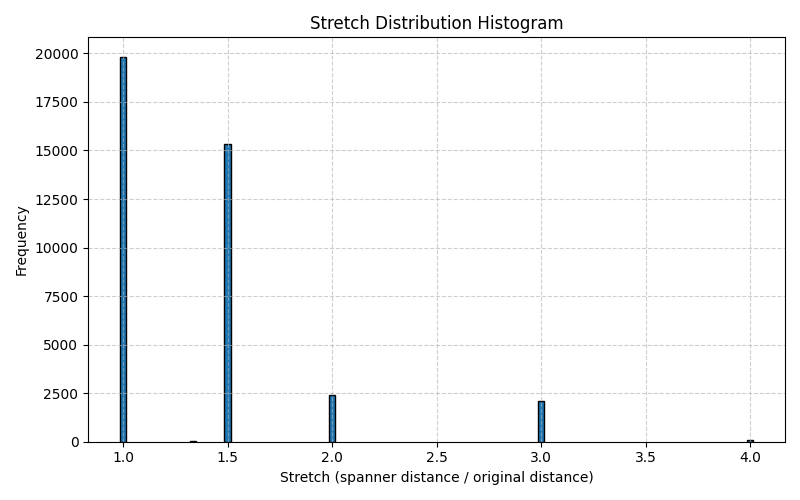 Stretch Distribution Histogram
Frequency
20000
17500
15000
12500
10000
7500
5000
2500
0
1.0 1.5 2.0 2.5 3.0 3.5 4.0
Stretch (spanner distance / original distance)